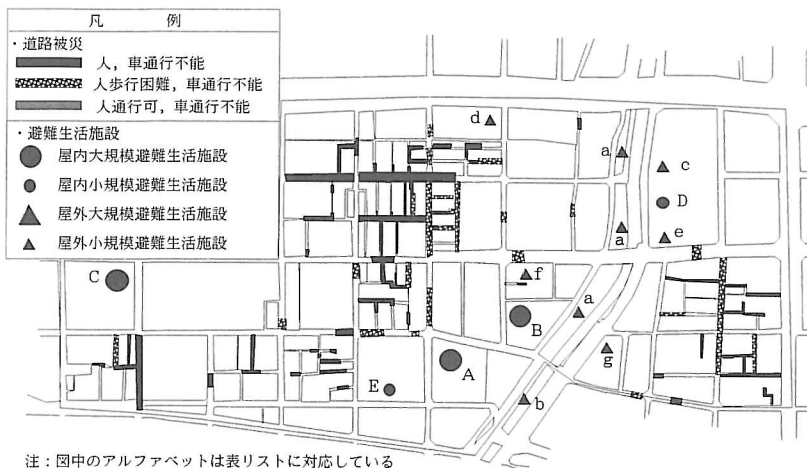 凡　例
・道路被災
人，車通行不能
人歩行困難，車通行不能
人通行可，車通行不能
・避難生活施設
屋内大規模避難生活施設
屋内小規模避難生活施設
屋外大規模避難生活施設
屋外小規模避難生活施設
d
a
c
D
a
e
C
f
a
B
g
A
E
b
注：図中のアルファベットは表リストに対応している